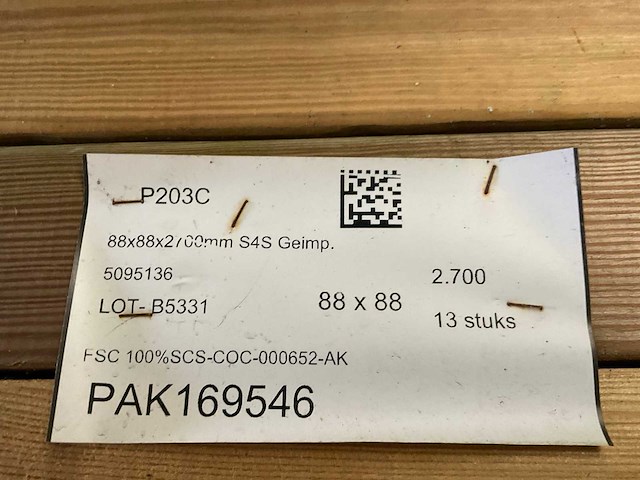 P203C
88x88x2700mm S4S Geimp.
5095136
2.700
LOT- B5331
88 x 88
13 stuks
FSC 100%SCS-COC-000652-AK
PAK169546